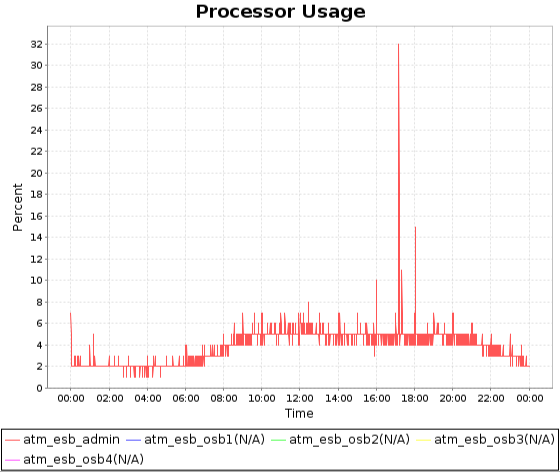 Processor Usage
32
30
28
26
24
22
20
18
16
14
12
10
8
6
4
2
0
Percent
00:00 02:00 04:00 06:00 08:00 10:00 12:00 14:00 16:00 18:00 20:00 22:00 00:00
Time
atm_esb_admin atm_esb_osb1(N/A) atm_esb_osb2(N/A) atm_esb_osb3(N/A)
atm_esb_osb4(N/A)